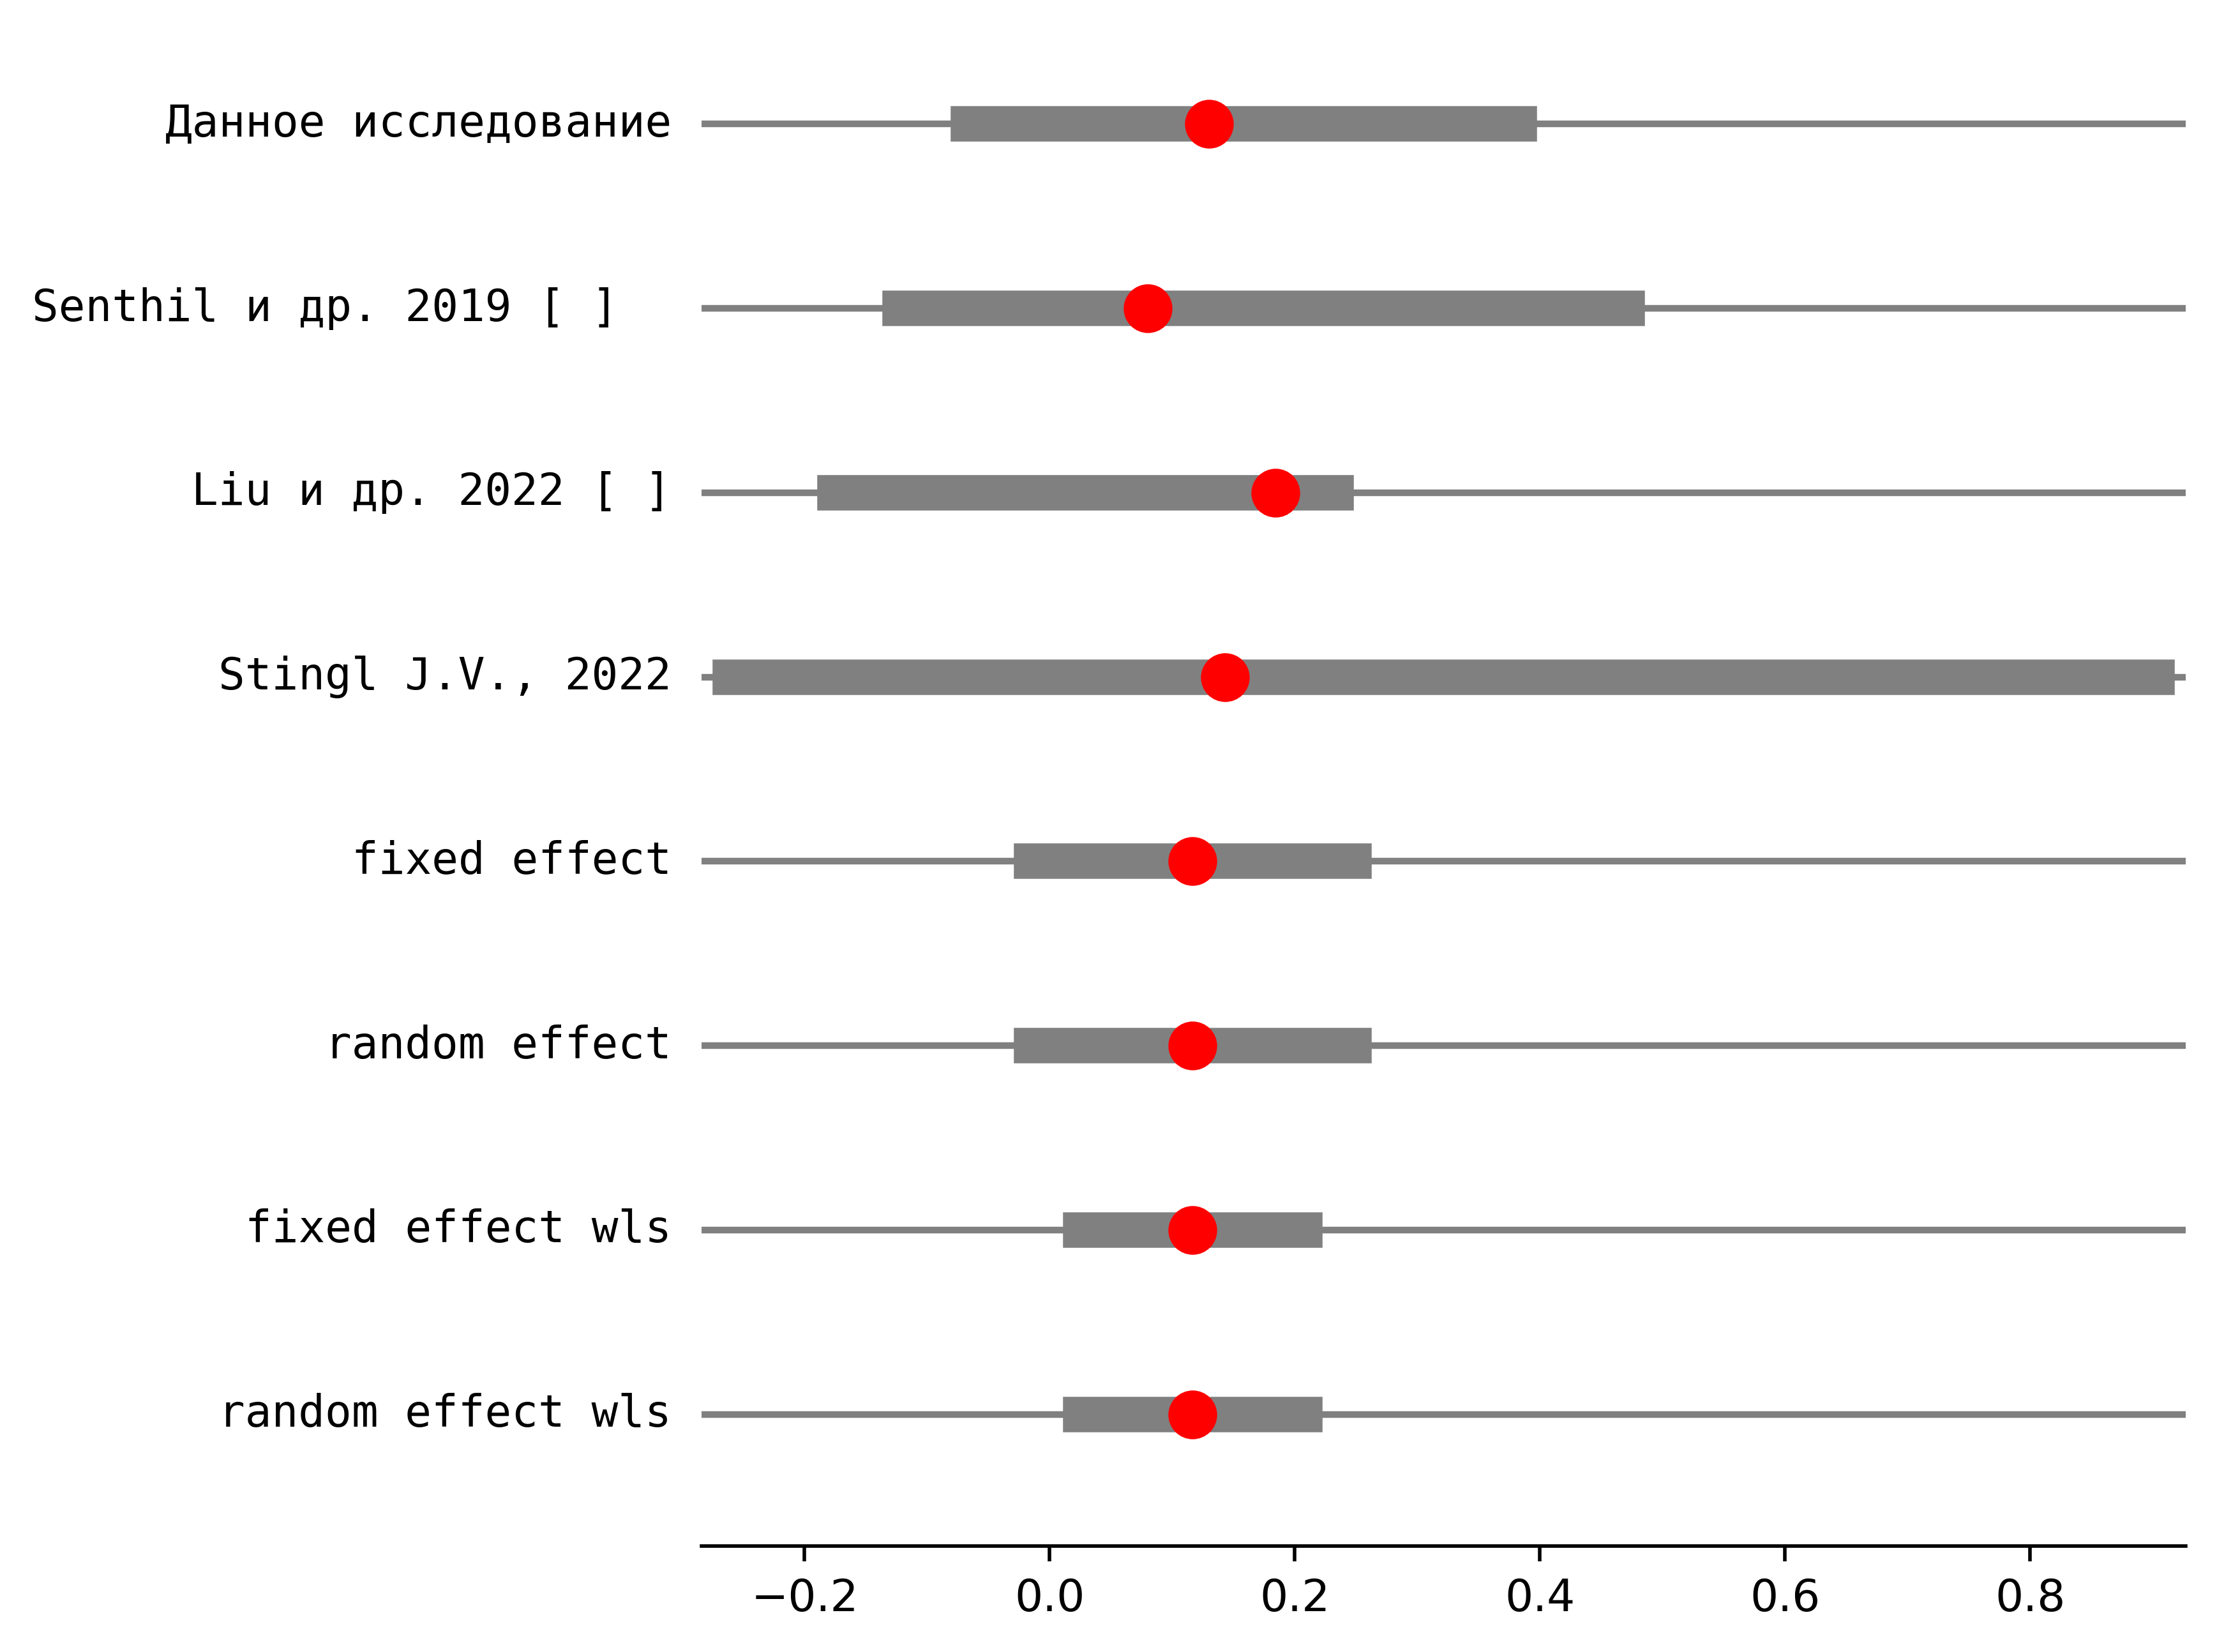 Данное исследование
Senthil и др. 2019 [ ]
Liu и др. 2022 [ ]
Stingl J.V., 2022
fixed effect
random effect
fixed effect wls
random effect wls
−0.2 0.0 0.2 0.4 0.6 0.8